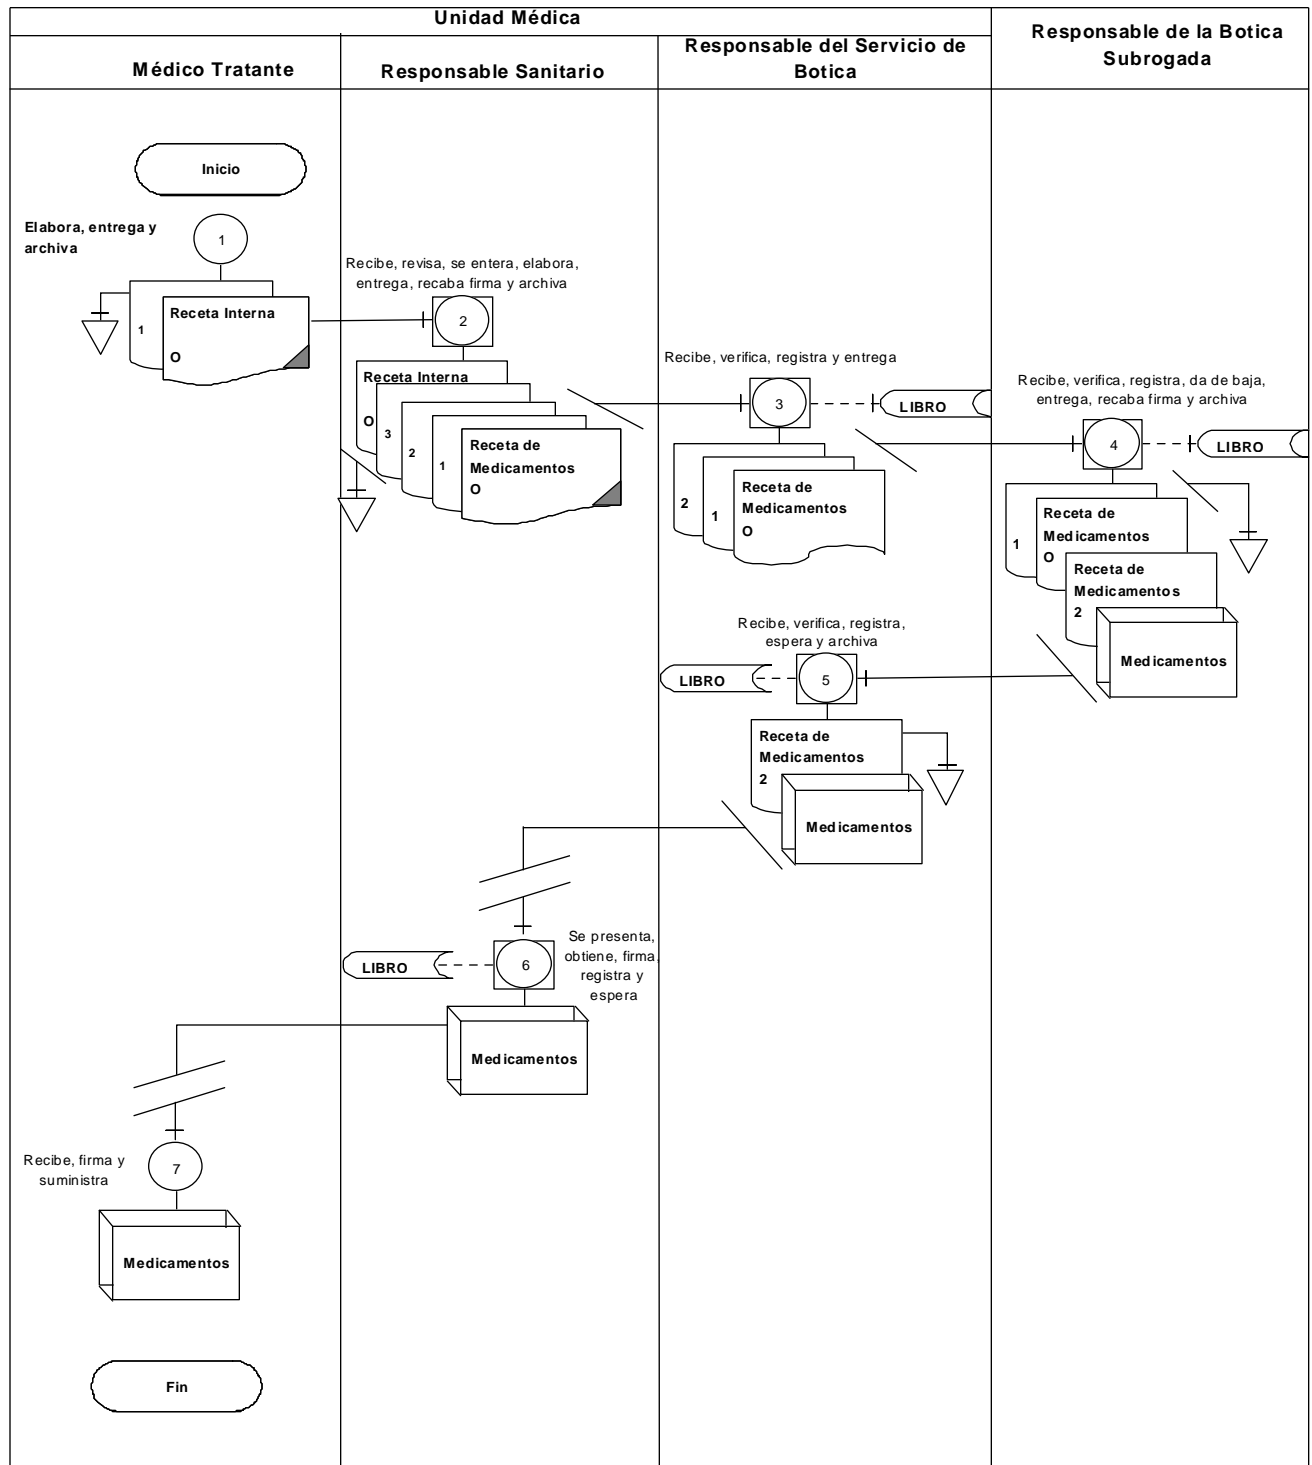 Unidad Médica
Médico Tratante
Responsable Sanitario
Responsable del Servicio de
Botica
Responsable de la Botica
Subrogada
Inicio
Elabora, entrega y
archiva
1
1
Receta Interna
O
Recibe, revisa, se entera, elabora,
entrega, recaba firma y archiva
2
Receta Interna
O
3
2
1
Receta de
Medicamentos
O
Recibe, verifica, registra y entrega
3
LIBRO
2
1
Receta de
Medicamentos
O
Recibe, verifica, registra, da de baja,
entrega, recaba firma y archiva
4
LIBRO
1
Receta de
Medicamentos
O
Receta de
Medicamentos
2
Medicamentos
Recibe, verifica, registra,
espera y archiva
LIBRO
5
Receta de
Medicamentos
2
Medicamentos
Se presenta,
obtiene, firma,
registra y
espera
LIBRO
6
Medicamentos
Recibe, firma y
suministra
7
Medicamentos
Fin